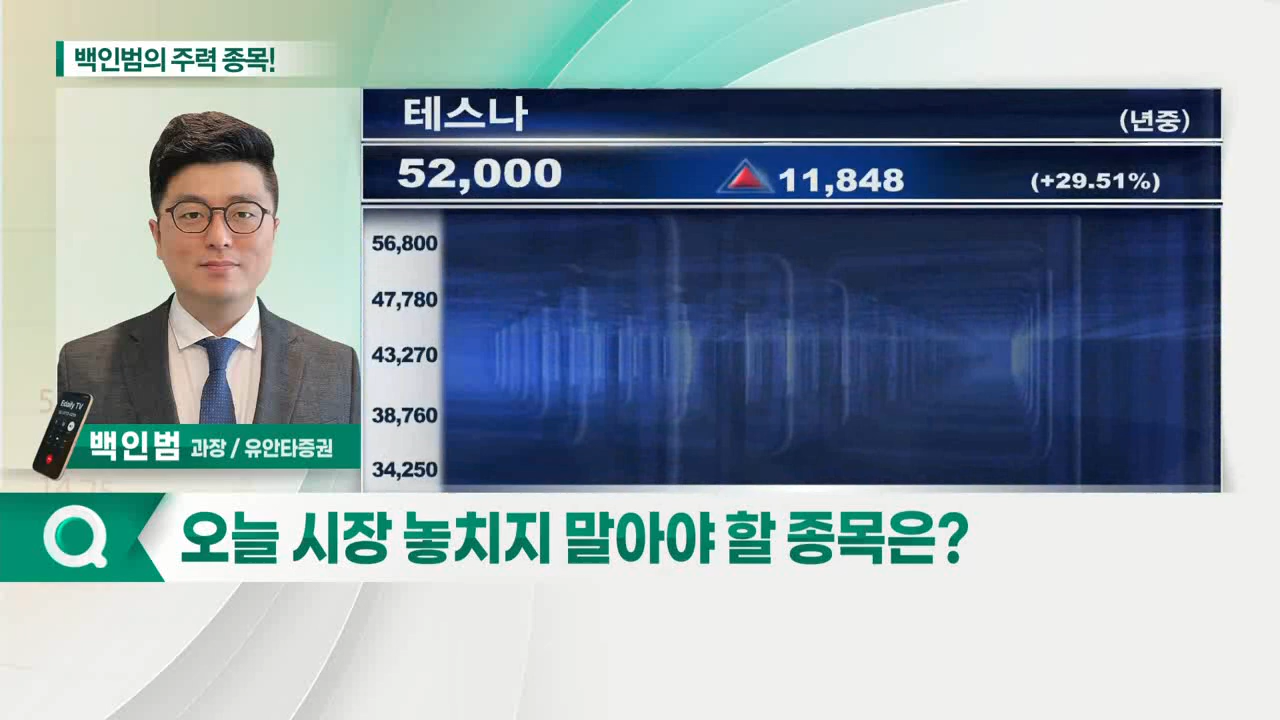 백인범의 주력 종목!
테스나
(년중)
52,000
11,848
(+29.51%)
56,800
47,780
43,270
38,760
34,250
Edaily TV
백인범 과장 / 유안타증권
오늘 시장 놓치지 말아야 할 종목은?